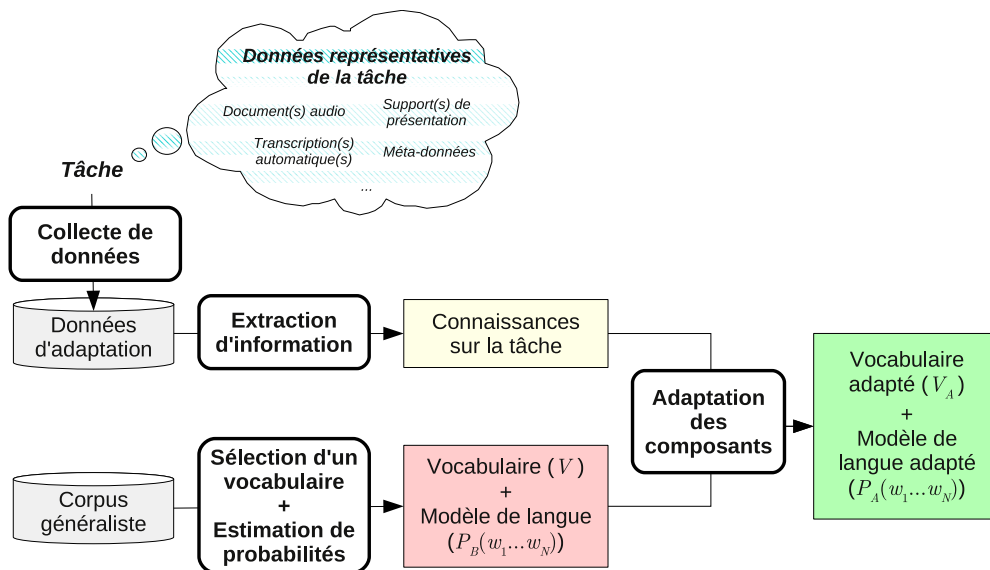 Données représentatives
de la tâche
Document(s) audio
Support(s) de
présentation
Transcription(s)
automatique(s)
Méta-données
...
Tâche
Collecte de
données
Données
d'adaptation
Extraction
d'information
Connaissances
sur la tâche
Adaptation
des
composants
Vocabulaire
adapté (V_A)
+
Modèle de
langue adapté
(P_A(w_1...w_N))
Corpus
généraliste
Sélection d'un
vocabulaire
+
Estimation de
probabilités
Vocabulaire (V)
+
Modèle de langue
(P_B(w_1...w_N))